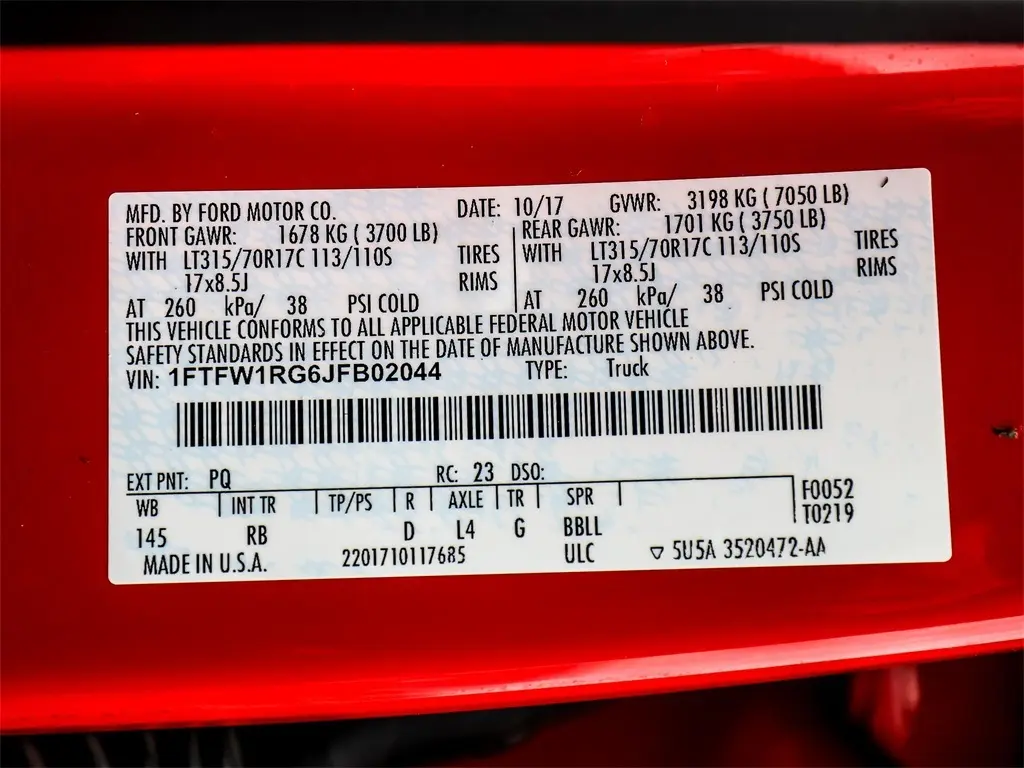 MFD. BY FORD MOTOR CO. DATE: 10/17 GVWR: 3198 KG ( 7050 LB)
FRONT GAWR: 1678 KG ( 3700 LB) REAR GAWR: 1701 KG ( 3750 LB)
WITH LT315/70R17C 113/110S TIRES WITH LT315/70R17C 113/110S TIRES
17x8.5J RIMS 17x8.5J RIMS
AT 260 kPa/ 38 PSI COLD AT 260 kPa/ 38 PSI COLD
THIS VEHICLE CONFORMS TO ALL APPLICABLE FEDERAL MOTOR VEHICLE
SAFETY STANDARDS IN EFFECT ON THE DATE OF MANUFACTURE SHOWN ABOVE.
VIN: 1FTFW1RG6JFB02044 TYPE: Truck
EXT PNT: PQ RC: 23 DSO:
WB INT TR TP/PS R AXLE TR SPR F0052
T0219
145 RB D L4 G BBLL
MADE IN U.S.A. 2201710117685 ULC ▽ 5U5A 3520472-AA